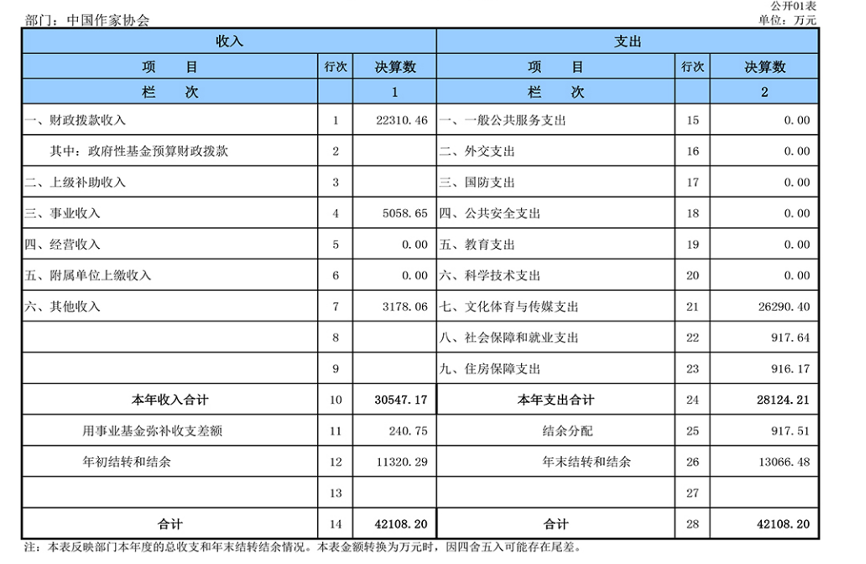 公开01表
部门：中国作家协会 单位：万元
收入 支出
项 目 行次 决算数 项 目 行次 决算数
栏 次 1 栏 次 2
一、财政拨款收入 1 22310.46 一、一般公共服务支出 15 0.00
其中：政府性基金预算财政拨款 2 二、外交支出 16 0.00
二、上级补助收入 3 三、国防支出 17 0.00
三、事业收入 4 5058.65 四、公共安全支出 18 0.00
四、经营收入 5 0.00 五、教育支出 19 0.00
五、附属单位上缴收入 6 0.00 六、科学技术支出 20 0.00
六、其他收入 7 3178.06 七、文化体育与传媒支出 21 26290.40
8 八、社会保障和就业支出 22 917.64
9 九、住房保障支出 23 916.17
本年收入合计 10 30547.17 本年支出合计 24 28124.21
用事业基金弥补收支差额 11 240.75 结余分配 25 917.51
年初结转和结余 12 11320.29 年末结转和结余 26 13066.48
13 27
合计 14 42108.20 合计 28 42108.20
注：本表反映部门本年度的总收支和年末结转结余情况。本表金额转换为万元时，因四舍五入可能存在尾差。